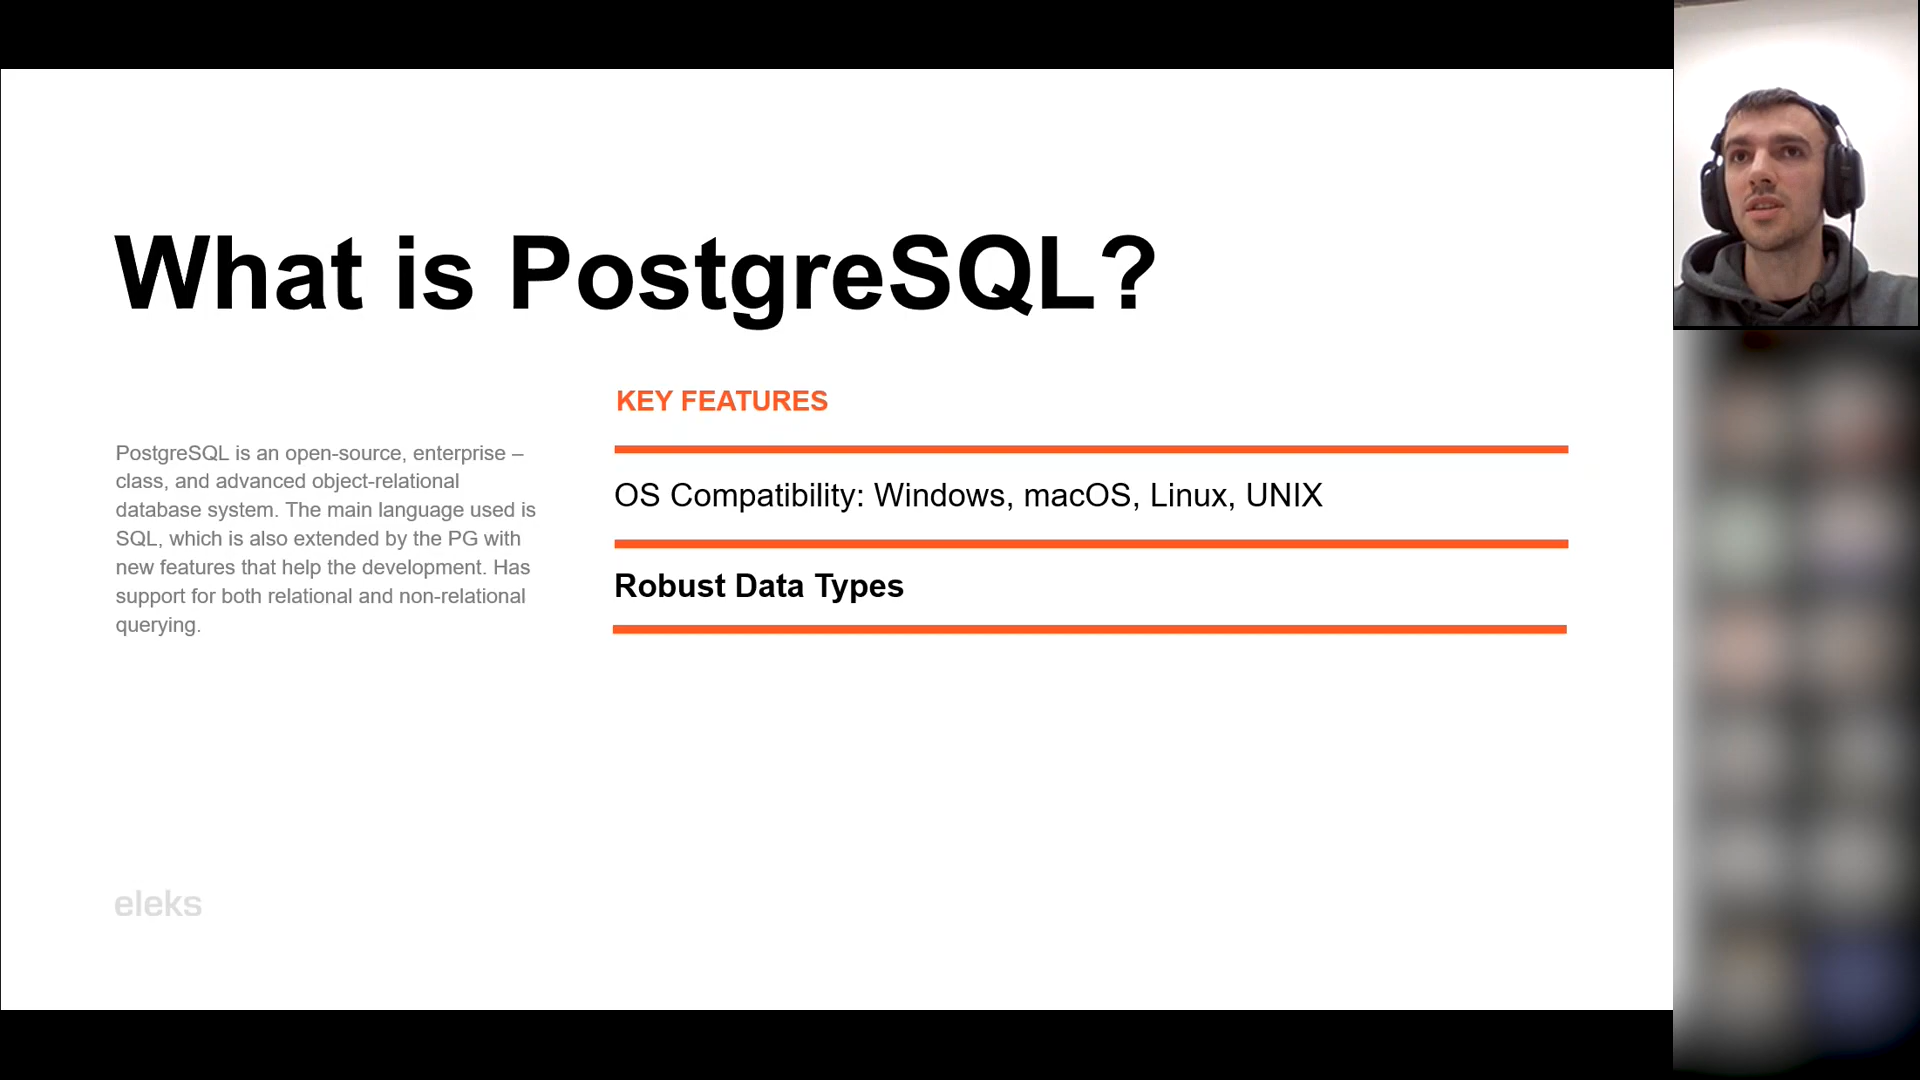 What is PostgreSQL?
KEY FEATURES
PostgreSQL is an open-source, enterprise –
class, and advanced object-relational
database system. The main language used is
SQL, which is also extended by the PG with
new features that help the development. Has
support for both relational and non-relational
querying.
OS Compatibility: Windows, macOS, Linux, UNIX
Robust Data Types
eleks